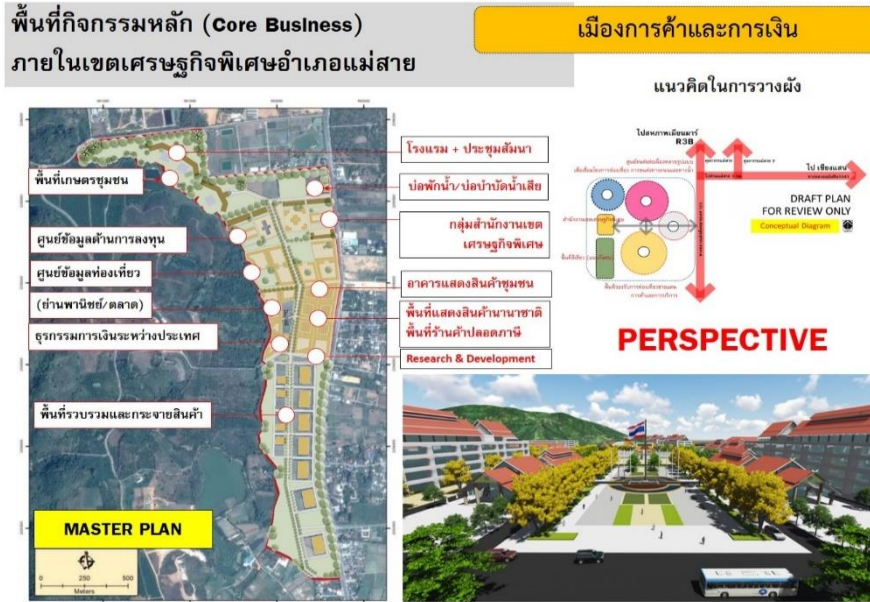 พื้นที่กิจกรรมหลัก (Core Business)
ภายในเขตเศรษฐกิจพิเศษอำเภอแม่สาย
เมืองการค้าและการเงิน
แนวคิดในการวางผัง
โรงแรม + ประชุมสัมนา
พื้นที่เกษตรชุมชน
บ่อพักน้ำ/บ่อบำบัดน้ำเสีย
กลุ่มสำนักงานเขต
เศรษฐกิจพิเศษ
ศูนย์ข้อมูลด้านการลงทุน
ศูนย์ข้อมูลท่องเที่ยว
อาคารแสดงสินค้าชุมชน
(ย่านพานิชย์/ตลาด)
พื้นที่แสดงสินค้านานาชาติ
พื้นที่ร้านค้าปลอดภาษี
ธุรกรรมการเงินระหว่างประเทศ
Research & Development
พื้นที่รวบรวมและกระจายสินค้า
MASTER PLAN
0 250 500
Meters
ไปสหภาพเมียนมาร์
R3B
ไป เชียงแสน
DRAFT PLAN
FOR REVIEW ONLY
Conceptual Diagram
PERSPECTIVE